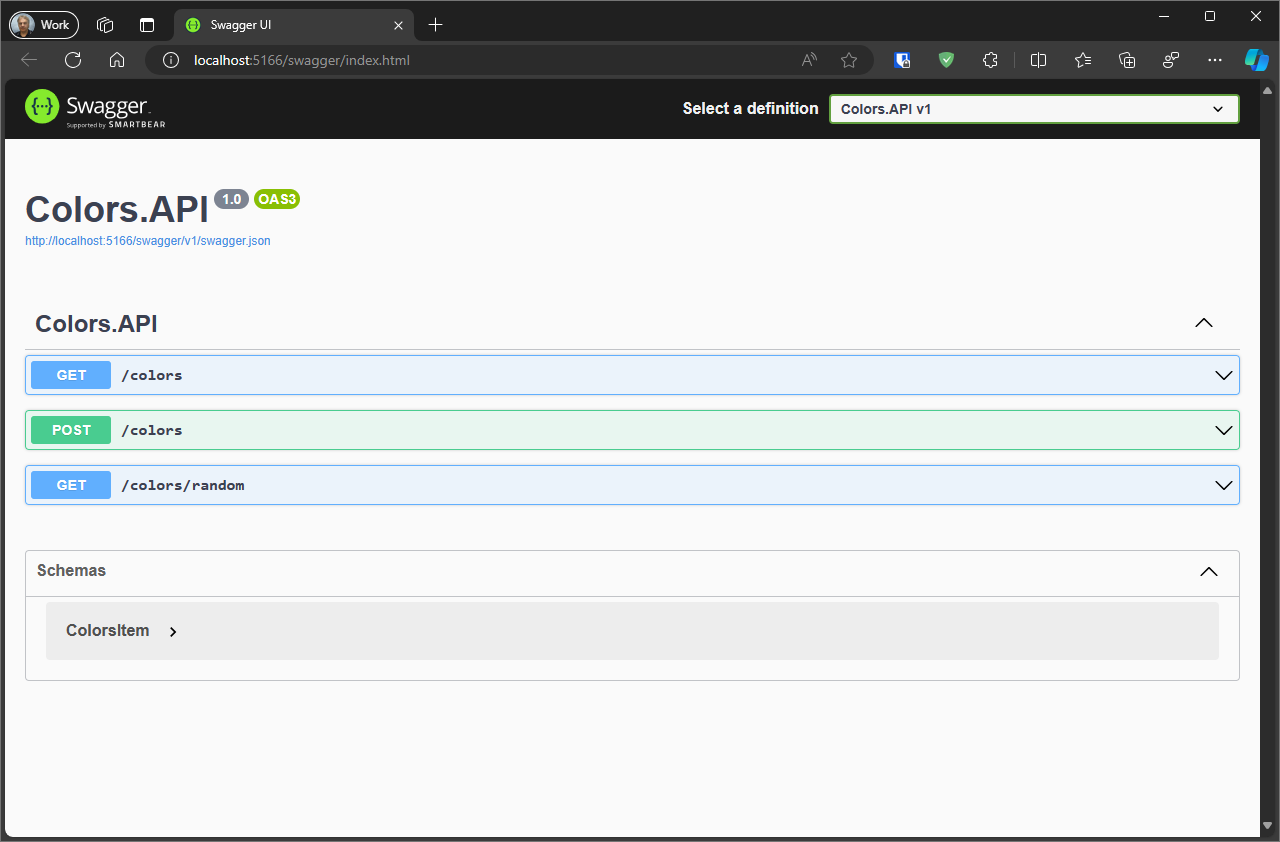 Work
Swagger UI
localhost:5166/swagger/index.html
Swagger.
Supported by SMARTBEAR
Select a definition
Colors.API v1
Colors.API 1.0 OAS3
http://localhost:5166/swagger/v1/swagger.json
Colors.API
GET /colors
POST /colors
GET /colors/random
Schemas
ColorsItem